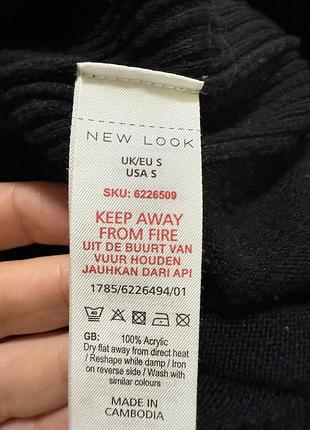 NEW LOOK
UK/EU S
USA S
SKU: 6226509
KEEP AWAY
FROM FIRE
UIT DE BUURT VAN
VUUR HOUDEN
JAUHKAN DARI API
1785/6226494/01
40
GB: 100% Acrylic
Dry flat away from direct heat
/ Reshape while damp / Iron
on reverse side / Wash with
similar colours
MADE IN
CAMBODIA